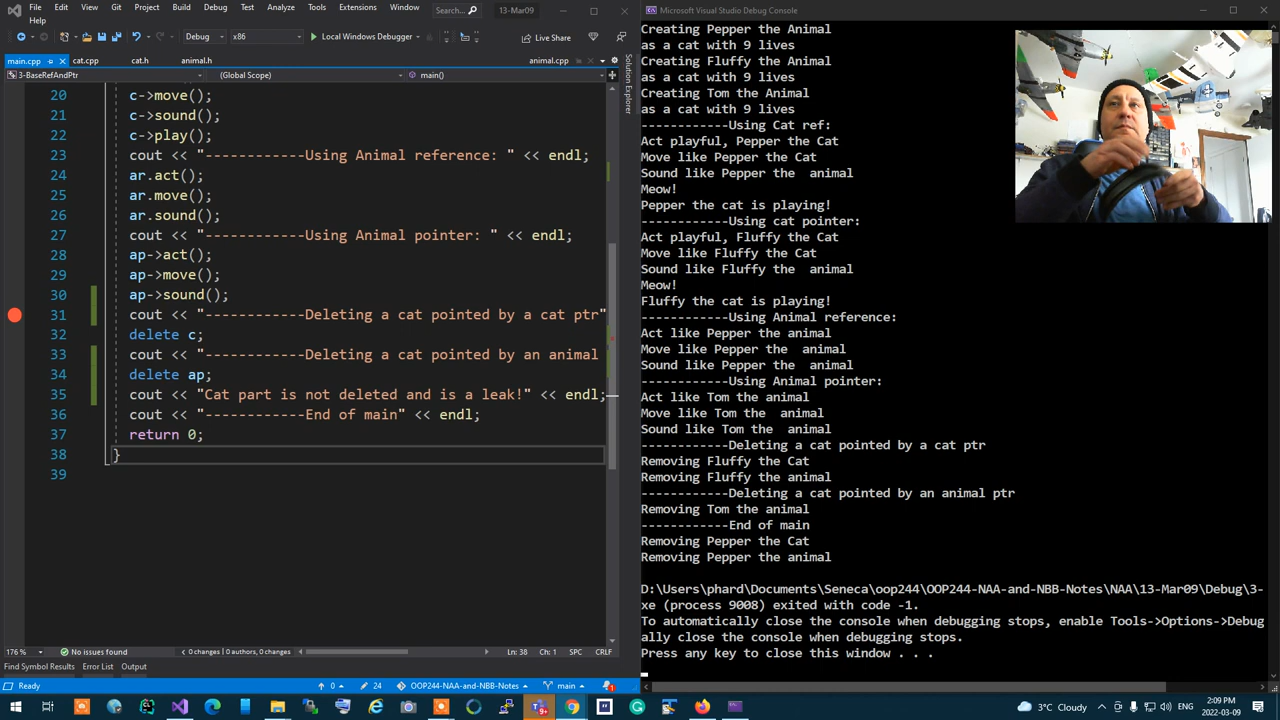 File Edit View Git Project Build Debug Test Analyze Tools Extensions Window Search... 13-Mar09
Help
Debug x86 Local Windows Debugger Live Share
main.cpp cat.cpp cat.h animal.h animal.cpp
3-BaseRefAndPtr (Global Scope) main()
Solution Explorer
20 c->move();
21 c->sound();
22 c->play();
23 cout << "------------Using Animal reference: " << endl;
24 ar.act();
25 ar.move();
26 ar.sound();
27 cout << "------------Using Animal pointer: " << endl;
28 ap->act();
29 ap->move();
30 ap->sound();
31 cout << "------------Deleting a cat pointed by a cat ptr"
32 delete c;
33 cout << "------------Deleting a cat pointed by an animal
34 delete ap;
35 cout << "Cat part is not deleted and is a leak!" << endl;
36 cout << "------------End of main" << endl;
37 return 0;
38 }
39
176 % No issues found 0 changes | 0 authors, 0 changes Ln: 38 Ch: 1 SPC CRLF
Find Symbol Results Error List Output
Ready 0 24 OOP244-NAA-and-NBB-Notes main 1
Microsoft Visual Studio Debug Console
Creating Pepper the Animal
as a cat with 9 lives
Creating Fluffy the Animal
as a cat with 9 lives
Creating Tom the Animal
as a cat with 9 lives
------------Using Cat ref:
Act playful, Pepper the Cat
Move like Pepper the Cat
Sound like Pepper the  animal
Meow!
Pepper the cat is playing!
------------Using cat pointer:
Act playful, Fluffy the Cat
Move like Fluffy the Cat
Sound like Fluffy the  animal
Meow!
Fluffy the cat is playing!
------------Using Animal reference:
Act like Pepper the animal
Move like Pepper the  animal
Sound like Pepper the  animal
------------Using Animal pointer:
Act like Tom the animal
Move like Tom the  animal
Sound like Tom the  animal
------------Deleting a cat pointed by a cat ptr
Removing Fluffy the Cat
Removing Fluffy the animal
------------Deleting a cat pointed by an animal ptr
Removing Tom the animal
------------End of main
Removing Pepper the Cat
Removing Pepper the animal
D:\Users\phard\Documents\Seneca\oop244\OOP244-NAA-and-NBB-Notes\NAA\13-Mar09\Debug\3-
xe (process 9008) exited with code -1.
To automatically close the console when debugging stops, enable Tools->Options->Debug
ally close the console when debugging stops.
Press any key to close this window . . .
3°C Cloudy ENG 2:09 PM
2022-03-09